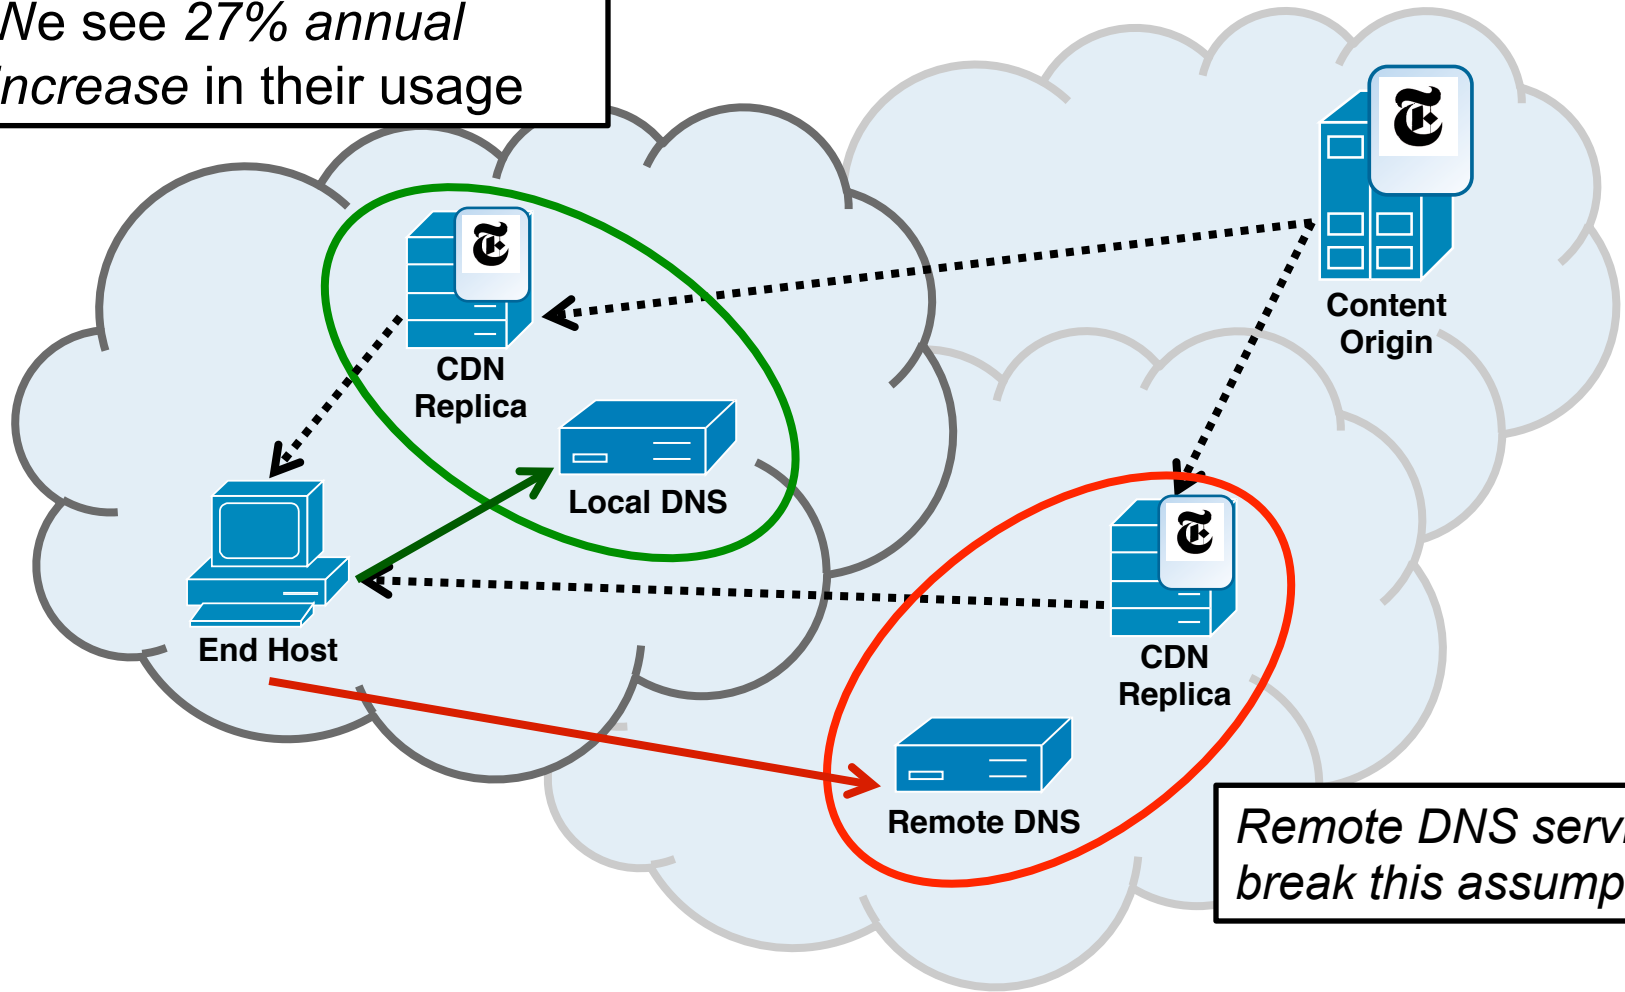 We see 27% annual
increase in their usage
Content
Origin
CDN
Replica
Local DNS
End Host
CDN
Replica
Remote DNS
Remote DNS
break this